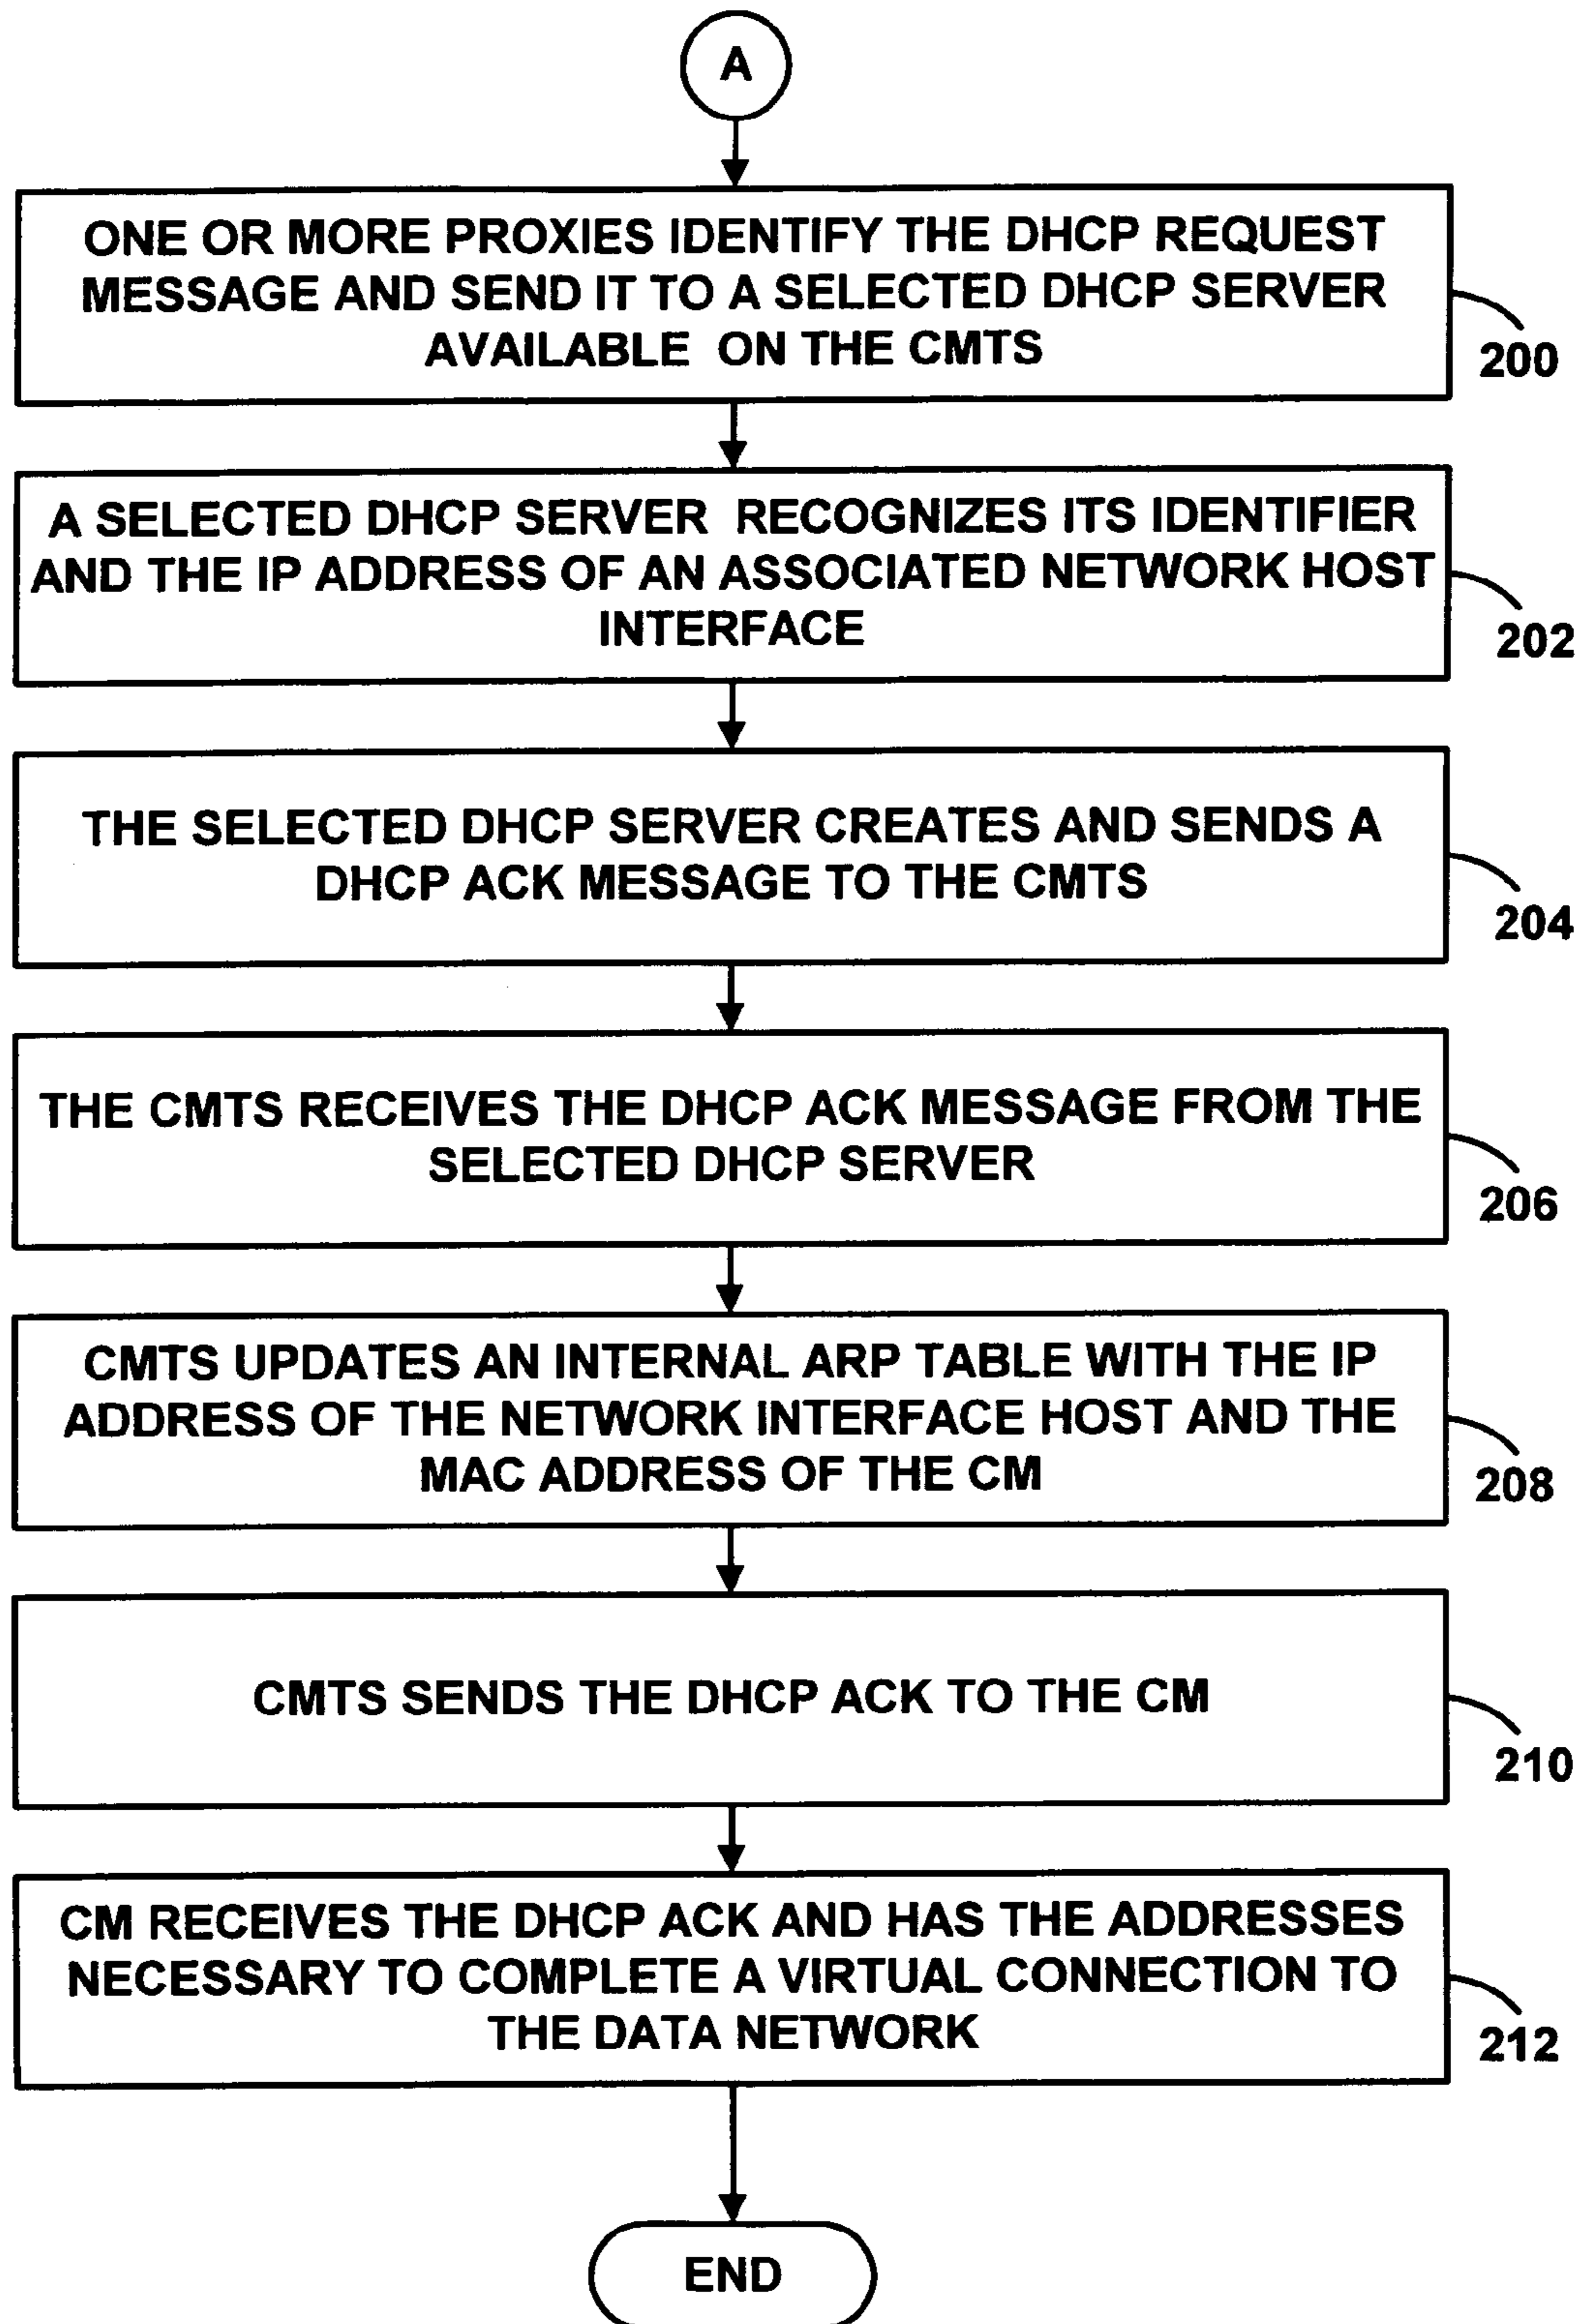 A
ONE OR MORE PROXIES IDENTIFY THE DHCP REQUEST
MESSAGE AND SEND IT TO A SELECTED DHCP SERVER
AVAILABLE ON THE CMTS
200
A SELECTED DHCP SERVER RECOGNIZES ITS IDENTIFIER
AND THE IP ADDRESS OF AN ASSOCIATED NETWORK HOST
INTERFACE
202
THE SELECTED DHCP SERVER CREATES AND SENDS A
DHCP ACK MESSAGE TO THE CMTS
204
THE CMTS RECEIVES THE DHCP ACK MESSAGE FROM THE
SELECTED DHCP SERVER
206
CMTS UPDATES AN INTERNAL ARP TABLE WITH THE IP
ADDRESS OF THE NETWORK INTERFACE HOST AND THE
MAC ADDRESS OF THE CM
208
CMTS SENDS THE DHCP ACK TO THE CM
210
CM RECEIVES THE DHCP ACK AND HAS THE ADDRESSES
NECESSARY TO COMPLETE A VIRTUAL CONNECTION TO
THE DATA NETWORK
212
END